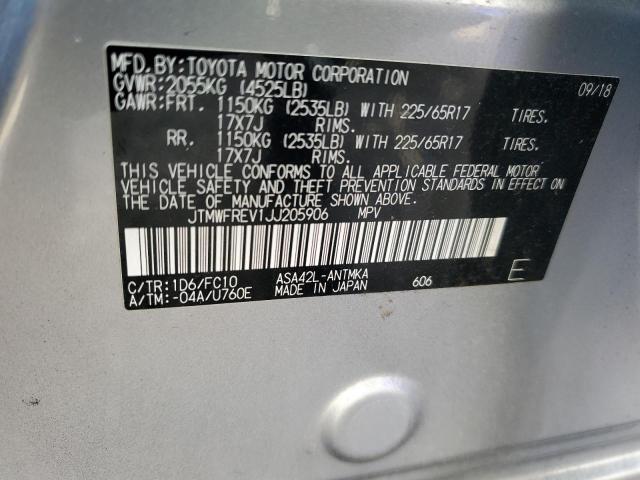 MFD.BY:TOYOTA MOTOR CORPORATION 09/18
GVWR:2055KG (4525LB)
GAWR:FRT. 1150KG (2535LB) WITH 225/65R17 TIRES.
17X7J RIMS.
RR. 1150KG (2535LB) WITH 225/65R17 TIRES.
17X7J RIMS.
THIS VEHICLE CONFORMS TO ALL APPLICABLE FEDERAL MOTOR
VEHICLE SAFETY AND THEFT PREVENTION STANDARDS IN EFFECT ON
THE DATE OF MANUFACTURE SHOWN ABOVE.
JTMWFREV1JJ205906 MPV
C/TR:1D6/FC10 ASA42L-ANTMKA 606 E
A/TM:-04A/U760E MADE IN JAPAN